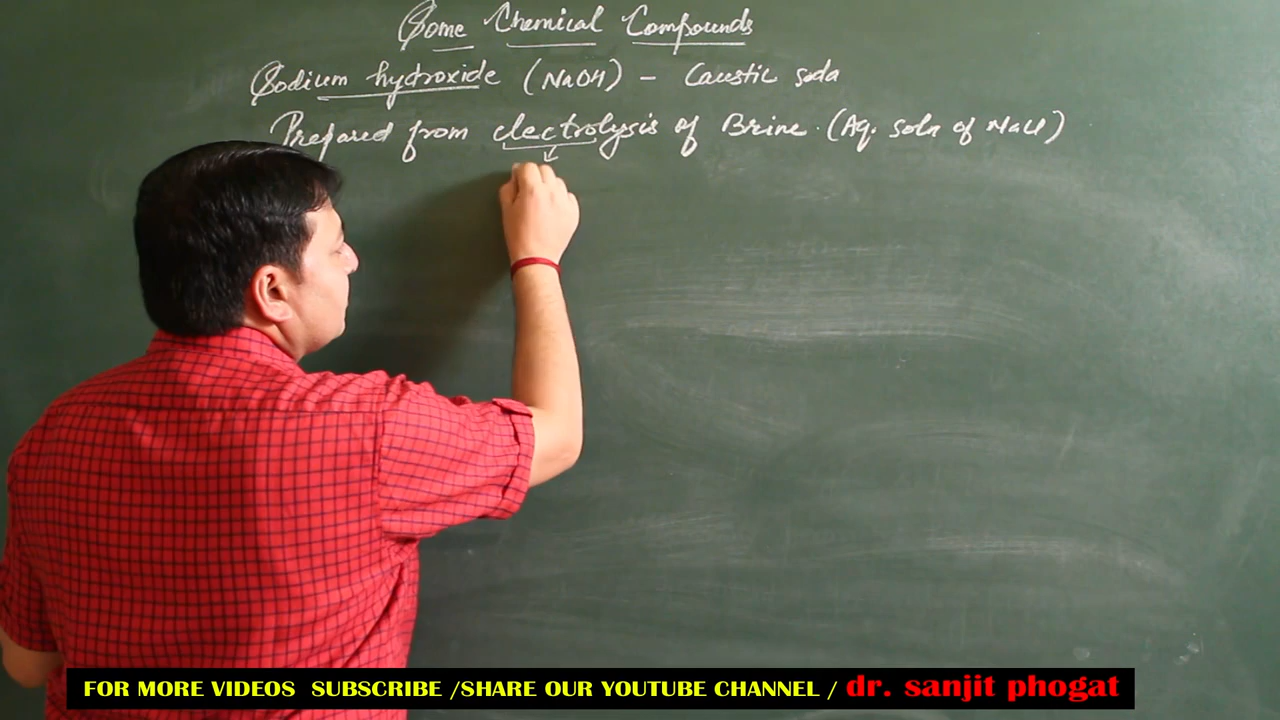 Some Chemical Compounds
Sodium hydroxide (NaOH) - Caustic soda
Prepared from electrolysis of Brine. (Aq. soln of NaCl)
FOR MORE VIDEOS SUBSCRIBE /SHARE OUR YOUTUBE CHANNEL / dr. sanjit phogat